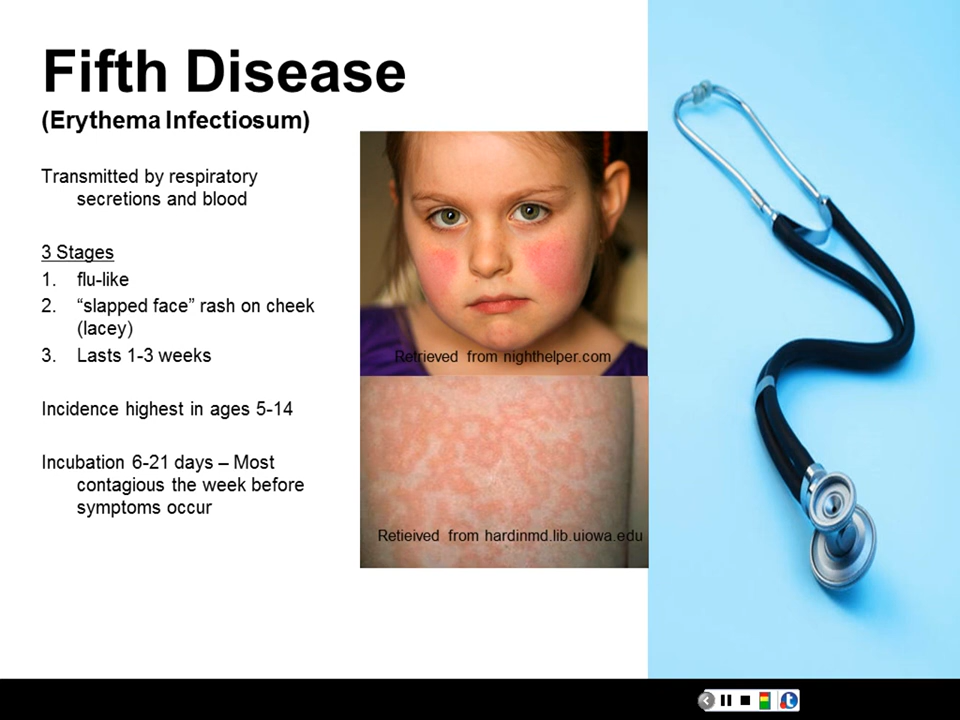 Fifth Disease
(Erythema Infectiosum)
Transmitted by respiratory
secretions and blood
3 Stages
1. flu-like
2. “slapped face” rash on cheek
(lacey)
3. Lasts 1-3 weeks
Incidence highest in ages 5-14
Incubation 6-21 days – Most
contagious the week before
symptoms occur
Retrieved from nighthelper.com
Retieived from hardinmd.lib.uiowa.edu
t